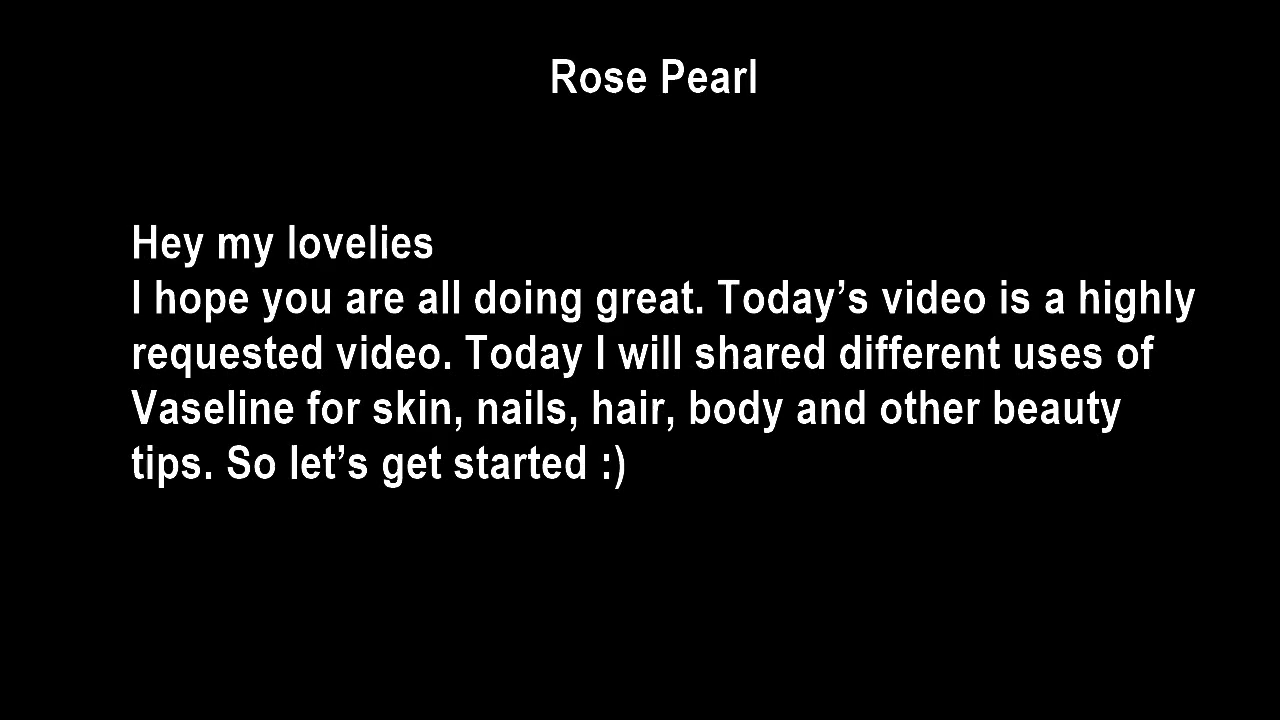 Rose Pearl
Hey my lovelies
I hope you are all doing great. Today’s video is a highly
requested video. Today I will shared different uses of
Vaseline for skin, nails, hair, body and other beauty
tips. So let’s get started :)